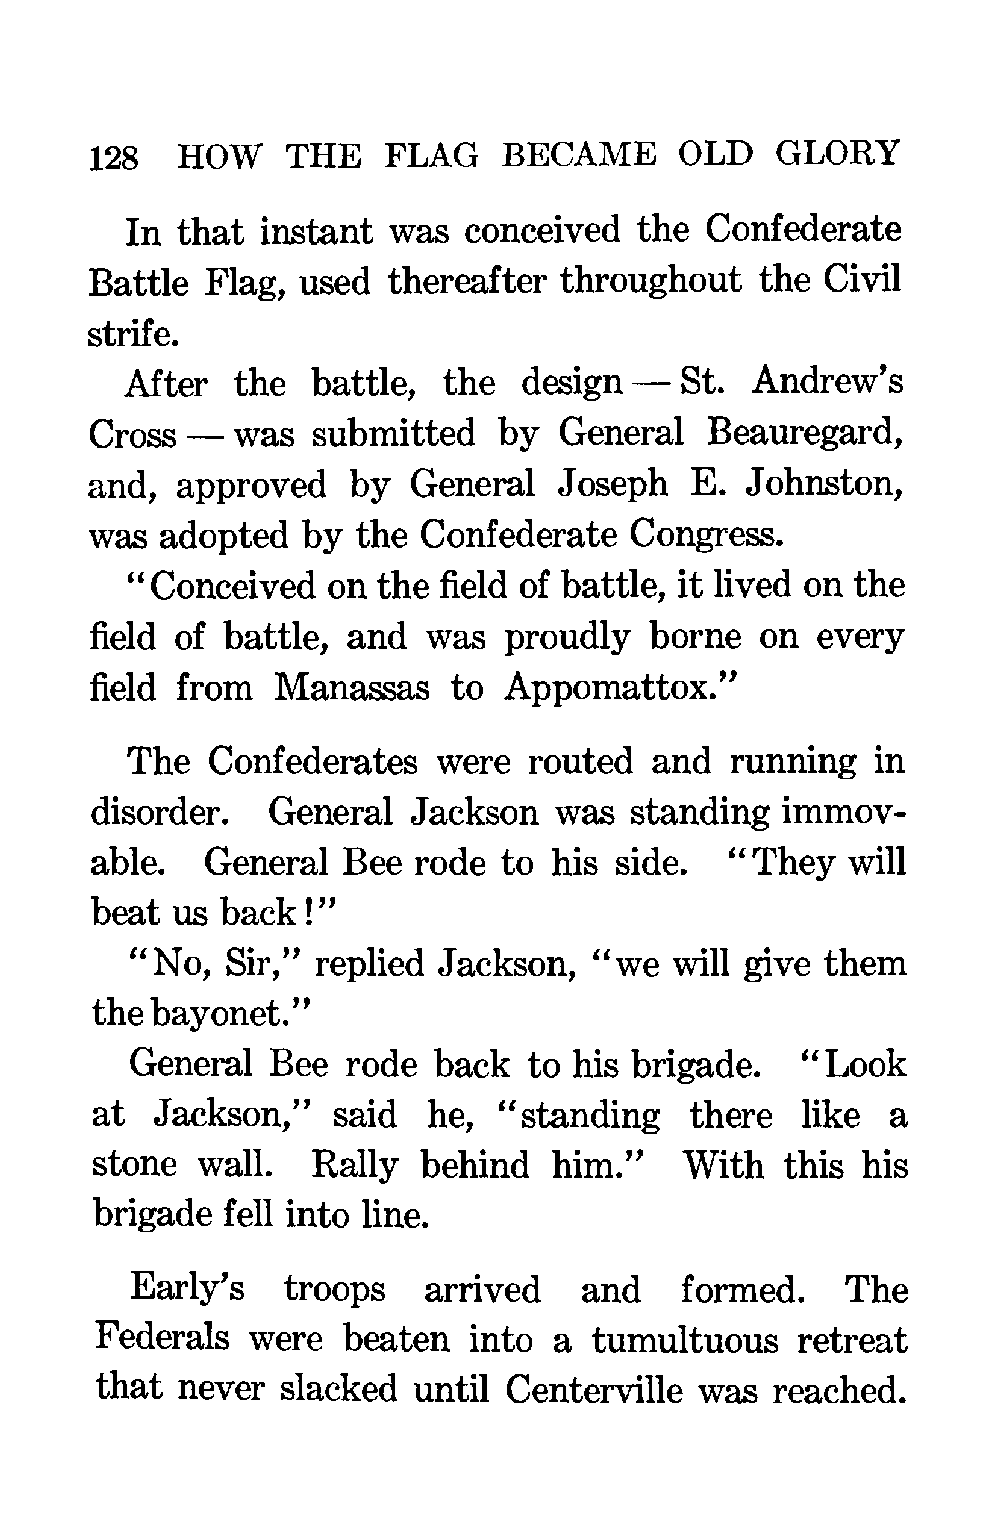 128 HOW THE FLAG BECAME OLD GLORY
In that instant was conceived the Confederate
Battle Flag, used thereafter throughout the Civil
strife.
After the battle, the design — St. Andrew's
Cross — was submitted by General Beauregard,
and, approved by General Joseph E. Johnston,
was adopted by the Confederate Congress.
"Conceived on the field of battle, it lived on the
field of battle, and was proudly borne on every
field from Manassas to Appomattox."
The Confederates were routed and running in
disorder. General Jackson was standing immov-
able. General Bee rode to his side. "They will
beat us back!"
"No, Sir," replied Jackson, "we will give them
the bayonet."
General Bee rode back to his brigade. "Look
at Jackson," said he, "standing there like a
stone wall. Rally behind him." With this his
brigade fell into line.
Early's troops arrived and formed. The
Federals were beaten into a tumultuous retreat
that never slacked until Centerville was reached.